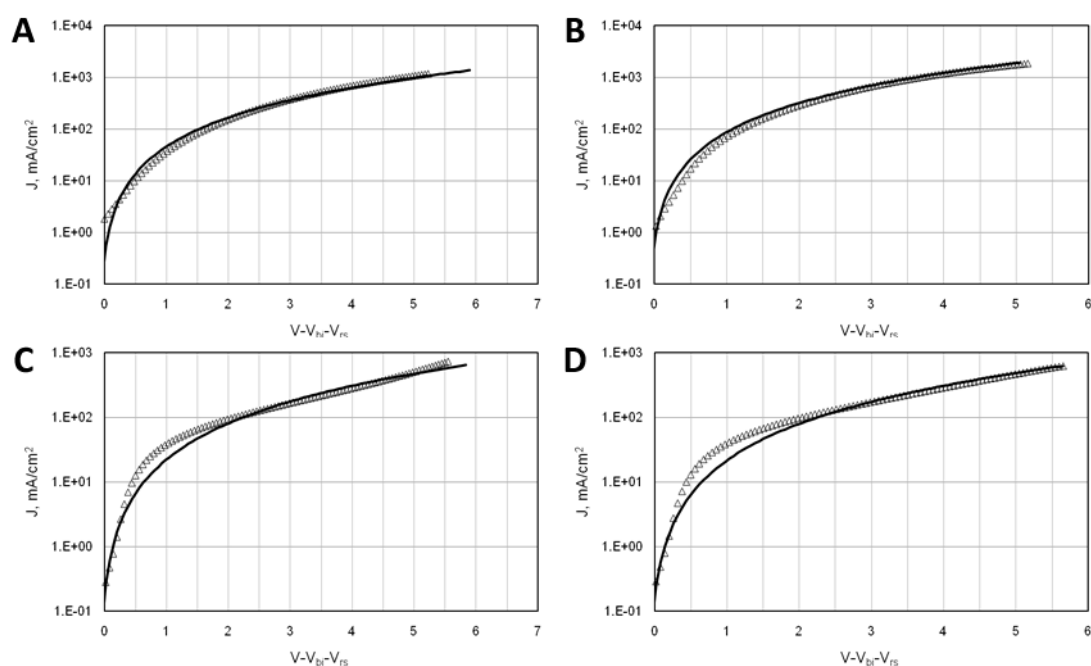 A
B
1.E+04
1.E+03
1.E+02
1.E+01
1.E+00
1.E-01
J, mA/cm²
0 1 2 3 4 5 6 7
V-Vbi-Vrs
1.E+04
1.E+03
1.E+02
1.E+01
1.E+00
1.E-01
J, mA/cm²
0 1 2 3 4 5 6
V-Vbi-Vrs
C
D
1.E+03
1.E+02
1.E+01
1.E+00
1.E-01
J, mA/cm²
0 1 2 3 4 5 6 7
V-Vbi-Vrs
1.E+03
1.E+02
1.E+01
1.E+00
1.E-01
J, mA/cm²
0 1 2 3 4 5 6
V-Vbi-Vrs